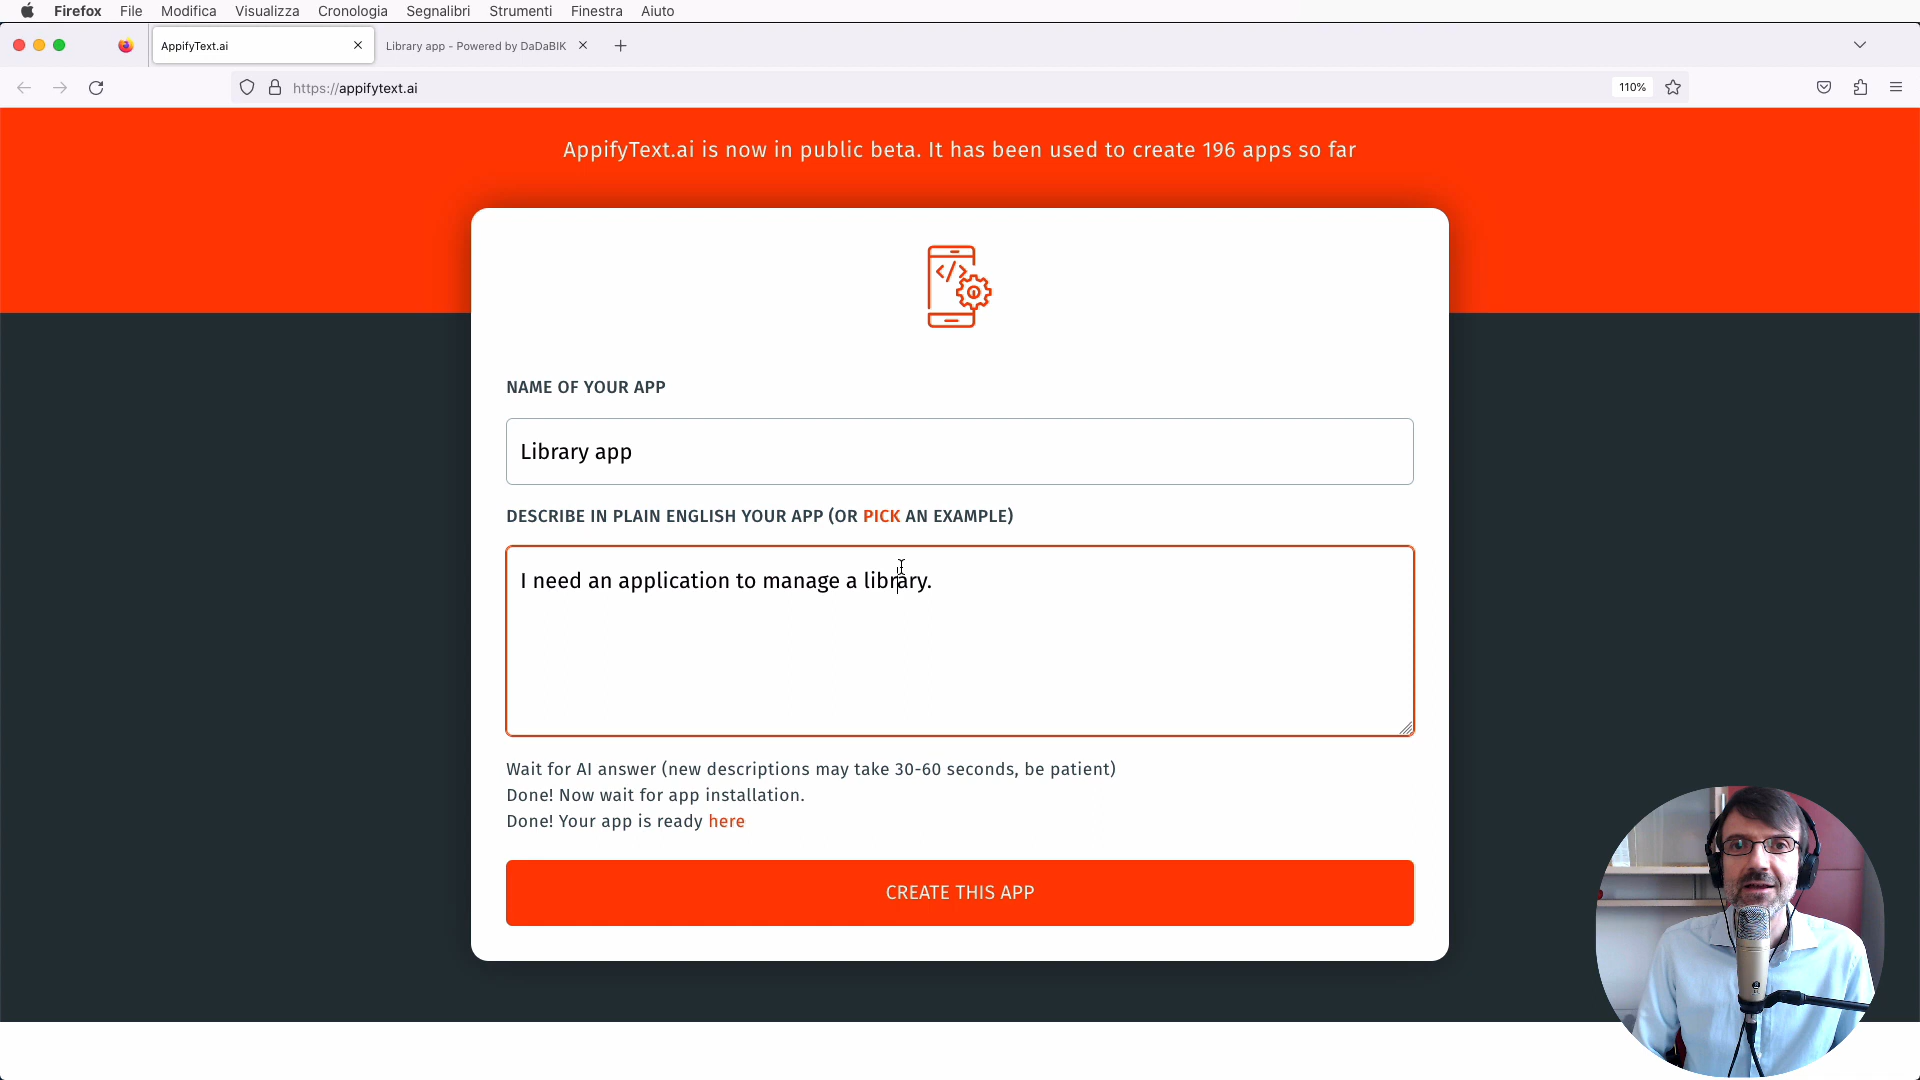 Firefox File Modifica Visualizza Cronologia Segnalibri Strumenti Finestra Aiuto
AppifyText.ai Library app - Powered by DaDaBIK
https://appifytext.ai 110%
AppifyText.ai is now in public beta. It has been used to create 196 apps so far
</>
NAME OF YOUR APP
Library app
DESCRIBE IN PLAIN ENGLISH YOUR APP (OR PICK AN EXAMPLE)
I need an application to manage a library.
Wait for AI answer (new descriptions may take 30-60 seconds, be patient)
Done! Now wait for app installation.
Done! Your app is ready here
CREATE THIS APP